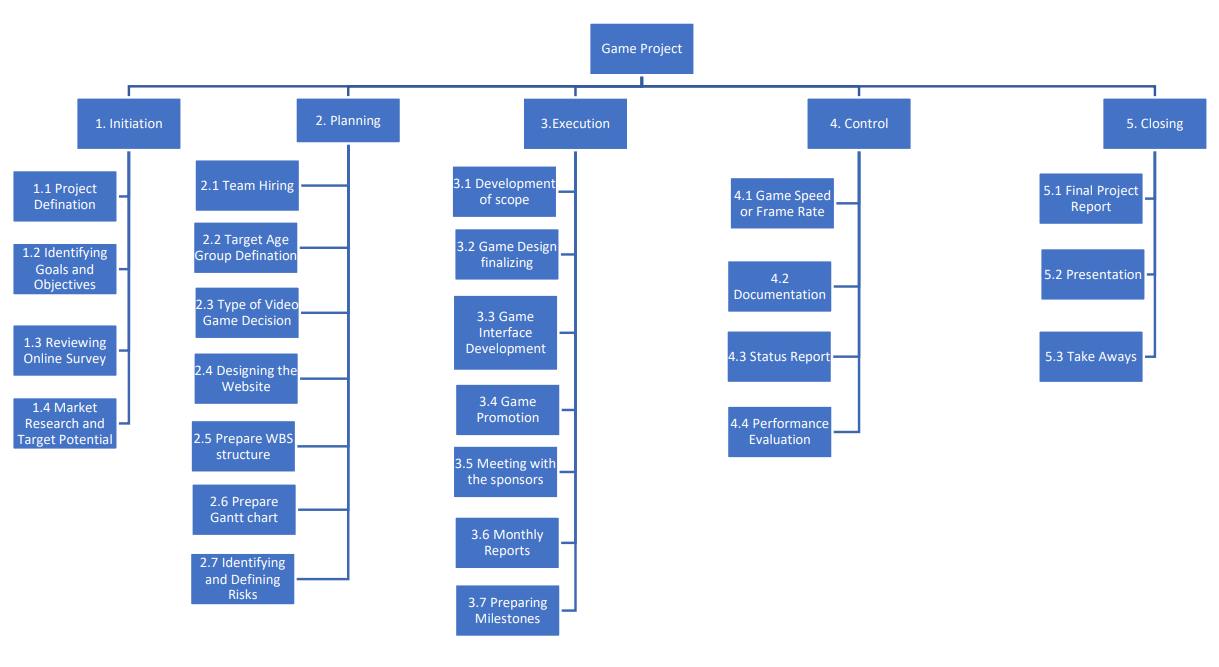 Game Project
1. Initiation
2. Planning
3.Execution
4. Control
5. Closing
1.1 Project
Defination
1.2 Identifying
Goals and
Objectives
1.3 Reviewing
Online Survey
1.4 Market
Research and
Target Potential
2.1 Team Hiring
2.2 Target Age
Group Defination
2.3 Type of Video
Game Decision
2.4 Designing the
Website
2.5 Prepare WBS
structure
2.6 Prepare
Gantt chart
2.7 Identifying
and Defining
Risks
3.1 Development
of scope
3.2 Game Design
finalizing
3.3 Game
Interface
Development
3.4 Game
Promotion
3.5 Meeting with
the sponsors
3.6 Monthly
Reports
3.7 Preparing
Milestones
4.1 Game Speed
or Frame Rate
4.2
Documentation
4.3 Status Report
4.4 Performance
Evaluation
5.1 Final Project
Report
5.2 Presentation
5.3 Take Aways